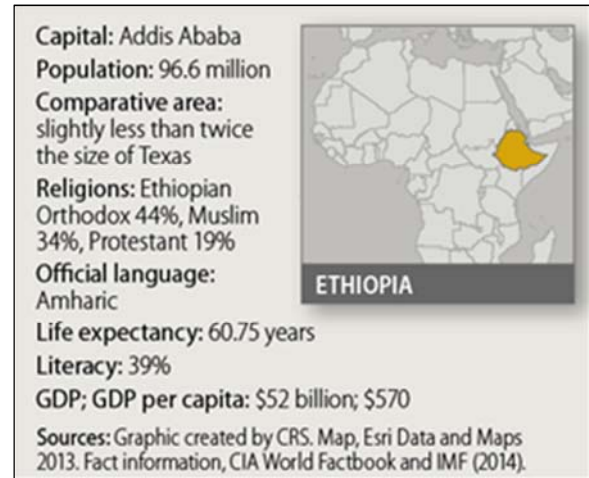 Capital: Addis Ababa
Population: 96.6 million
Comparative area:
slightly less than twice
the size of Texas
Religions: Ethiopian
Orthodox 44%, Muslim
34%, Protestant 19%
Official language:
Amharic
ETHIOPIA
Life expectancy: 60.75 years
Literacy: 39%
GDP; GDP per capita: $52 billion; $570
Sources: Graphic created by CRS. Map, Esri Data and Maps
2013. Fact information, CIA World Factbook and IMF (2014).